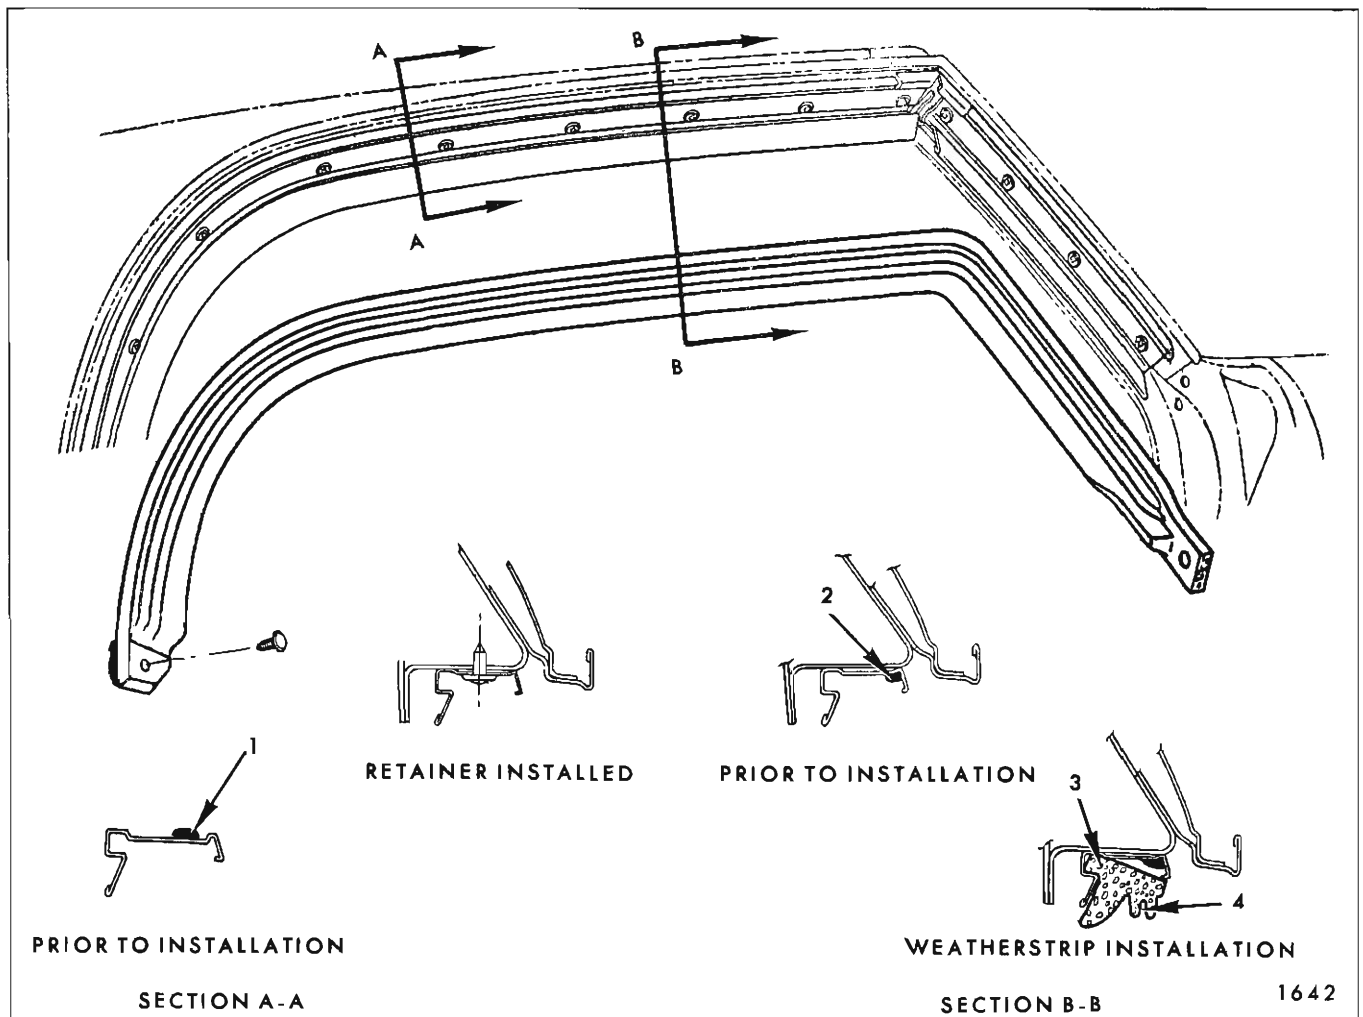 A
B
A
B
2
1
RETAINER INSTALLED
PRIOR TO INSTALLATION
3
4
PRIOR TO INSTALLATION
WEATHERSTRIP INSTALLATION
SECTION A-A
SECTION B-B
1642